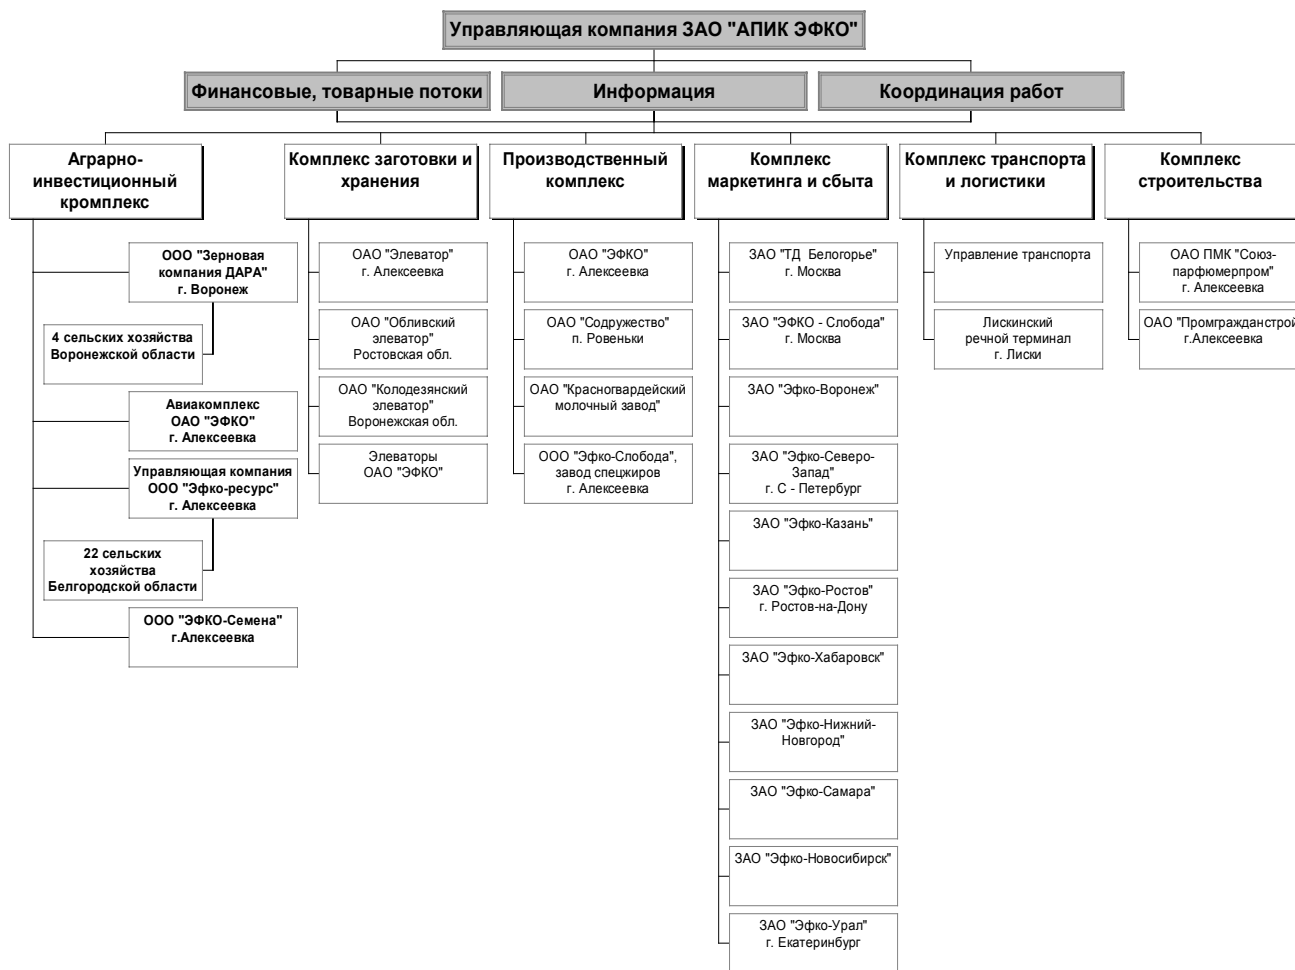 Управляющая компания ЗАО "АПИК ЭФКО"
Финансовые, товарные потоки
Информация
Координация работ
Аграрно-
инвестиционный
кромплекс
Комплекс заготовки и
хранения
Производственный
комплекс
Комплекс
маркетинга и сбыта
Комплекс транспорта
и логистики
Комплекс
строительства
ООО "Зерновая
компания ДАРА"
г. Воронеж
4 сельских хозяйства
Воронежской области
Авиакомплекс
ОАО "ЭФКО"
г. Алексеевка
Управляющая компания
ООО "Эфко-ресурс"
г. Алексеевка
22 сельских
хозяйства
Белгородской области
ООО "ЭФКО-Семена"
г.Алексеевка
ОАО "Элеватор"
г. Алексеевка
ОАО "Обливский
элеватор"
Ростовская обл.
ОАО "Колодезянский
элеватор"
Воронежская обл.
Элеваторы
ОАО "ЭФКО"
ОАО "ЭФКО"
г. Алексеевка
ОАО "Содружество"
п. Ровеньки
ОАО "Красногвардейский
молочный завод"
ООО "Эфко-Слобода",
завод спецжиров
г. Алексеевка
ЗАО "ТД Белогорье"
г. Москва
ЗАО "ЭФКО - Слобода"
г. Москва
ЗАО "Эфко-Воронеж"
ЗАО "Эфко-Северо-
Запад"
г. С - Петербург
ЗАО "Эфко-Казань"
ЗАО "Эфко-Ростов"
г. Ростов-на-Дону
ЗАО "Эфко-Хабаровск"
ЗАО "Эфко-Нижний-
Новгород"
ЗАО "Эфко-Самара"
ЗАО "Эфко-Новосибирск"
ЗАО "Эфко-Урал"
г. Екатеринбург
Управление транспорта
Лискинский
речной терминал
г. Лиски
ОАО ПМК "Союз-
парфюмерпром"
г. Алексеевка
ОАО "Промгражданстрой
г.Алексеевка